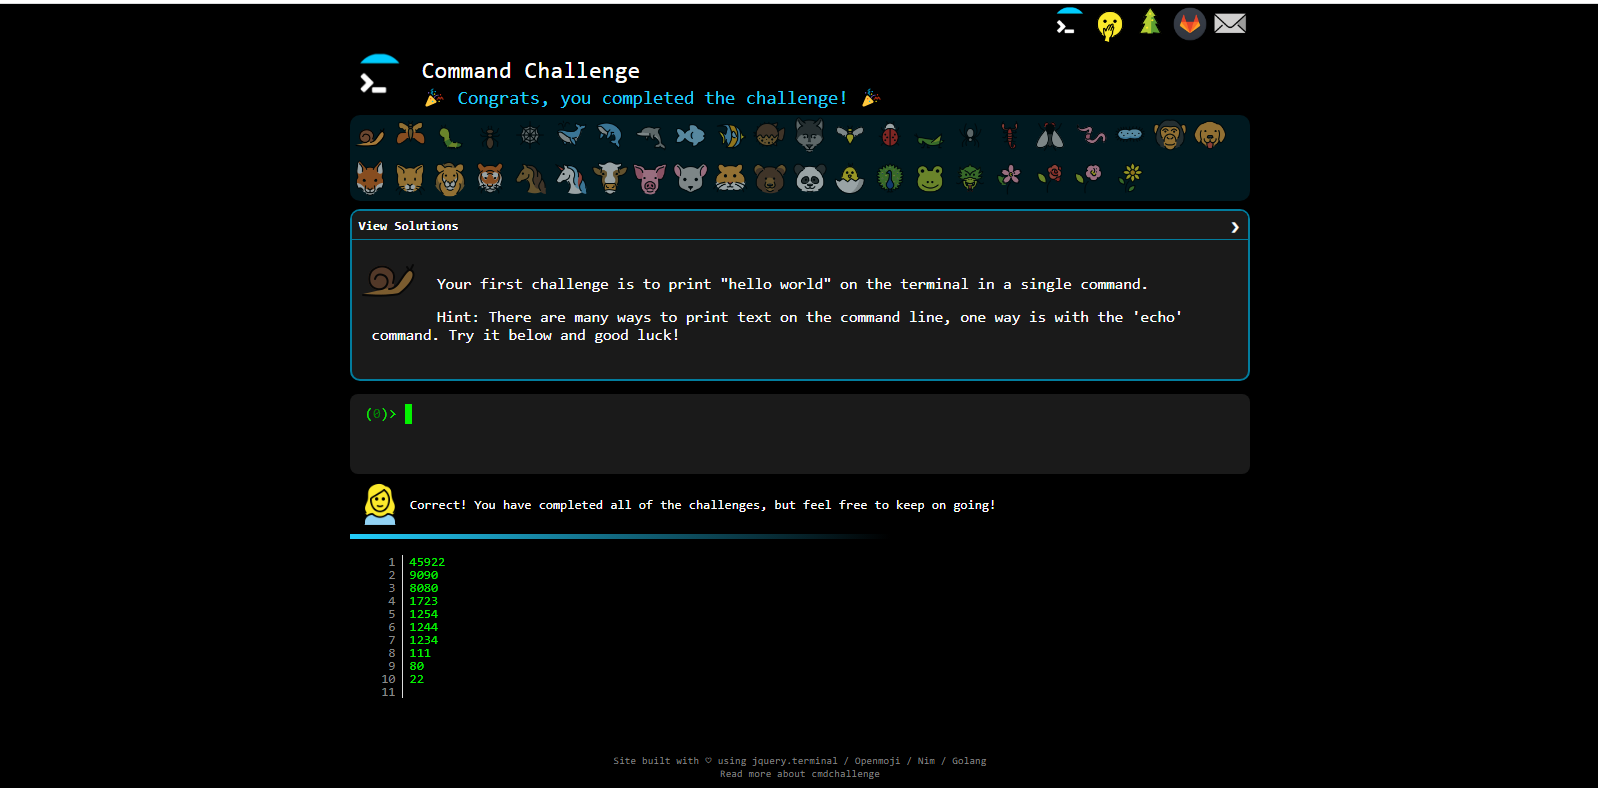 Command Challenge
🎉 Congrats, you completed the challenge! 🎉
View Solutions ❯
Your first challenge is to print "hello world" on the terminal in a single command.
Hint: There are many ways to print text on the command line, one way is with the 'echo'
command. Try it below and good luck!
(0)>
Correct! You have completed all of the challenges, but feel free to keep on going!
1 45922
2 9090
3 8080
4 1723
5 1254
6 1244
7 1234
8 111
9 80
10 22
11
Site built with ♡ using jquery.terminal / Openmoji / Nim / Golang
Read more about cmdchallenge